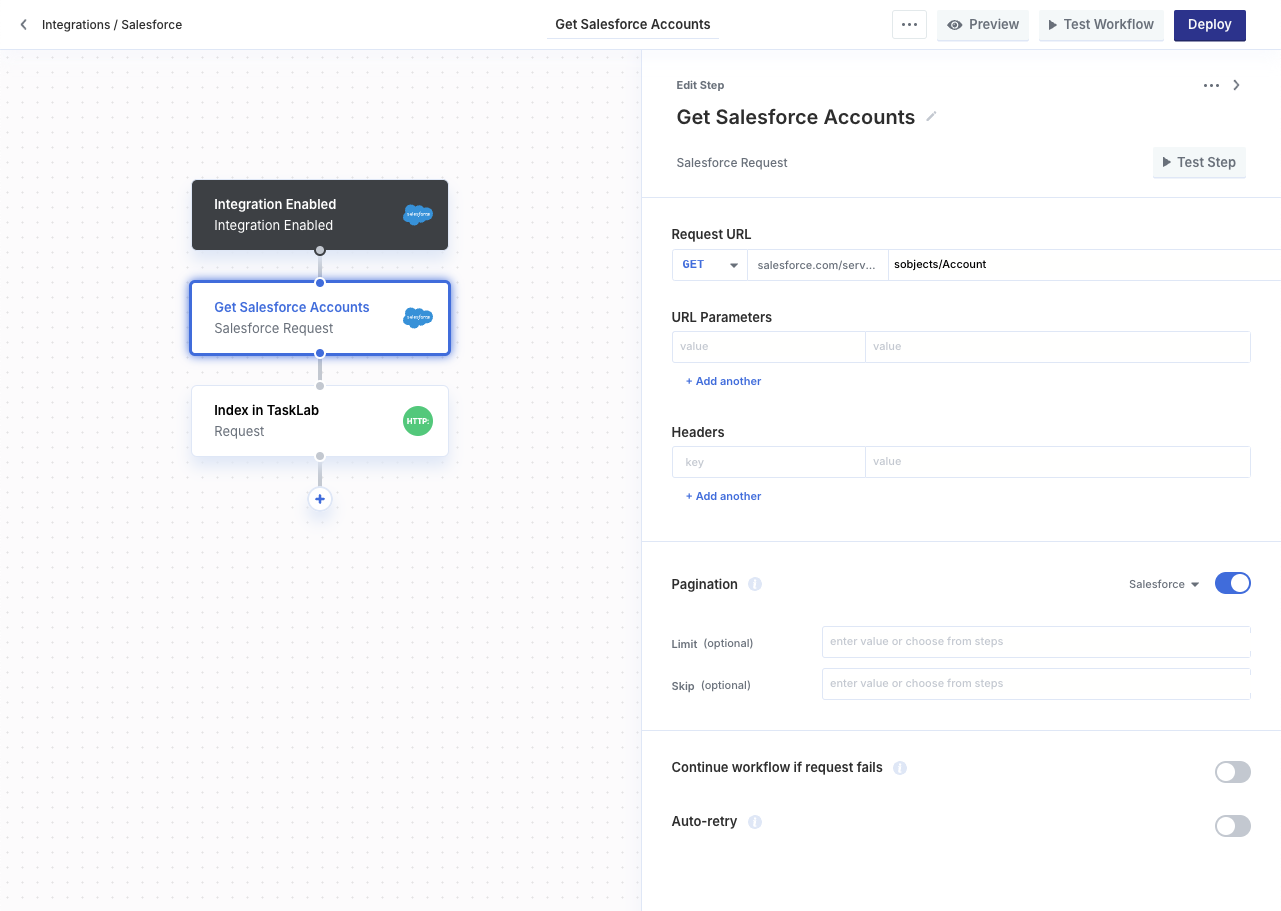 Integrations / Salesforce
Get Salesforce Accounts
Preview
Test Workflow
Deploy
Integration Enabled
Integration Enabled
salesforce
Get Salesforce Accounts
Salesforce Request
salesforce
Index in TaskLab
Request
HTTP:
Edit Step
Get Salesforce Accounts
Salesforce Request
Test Step
Request URL
GET
salesforce.com/serv...
sobjects/Account
URL Parameters
value
value
+ Add another
Headers
key
value
+ Add another
Pagination
Salesforce
Limit (optional)
enter value or choose from steps
Skip (optional)
enter value or choose from steps
Continue workflow if request fails
Auto-retry